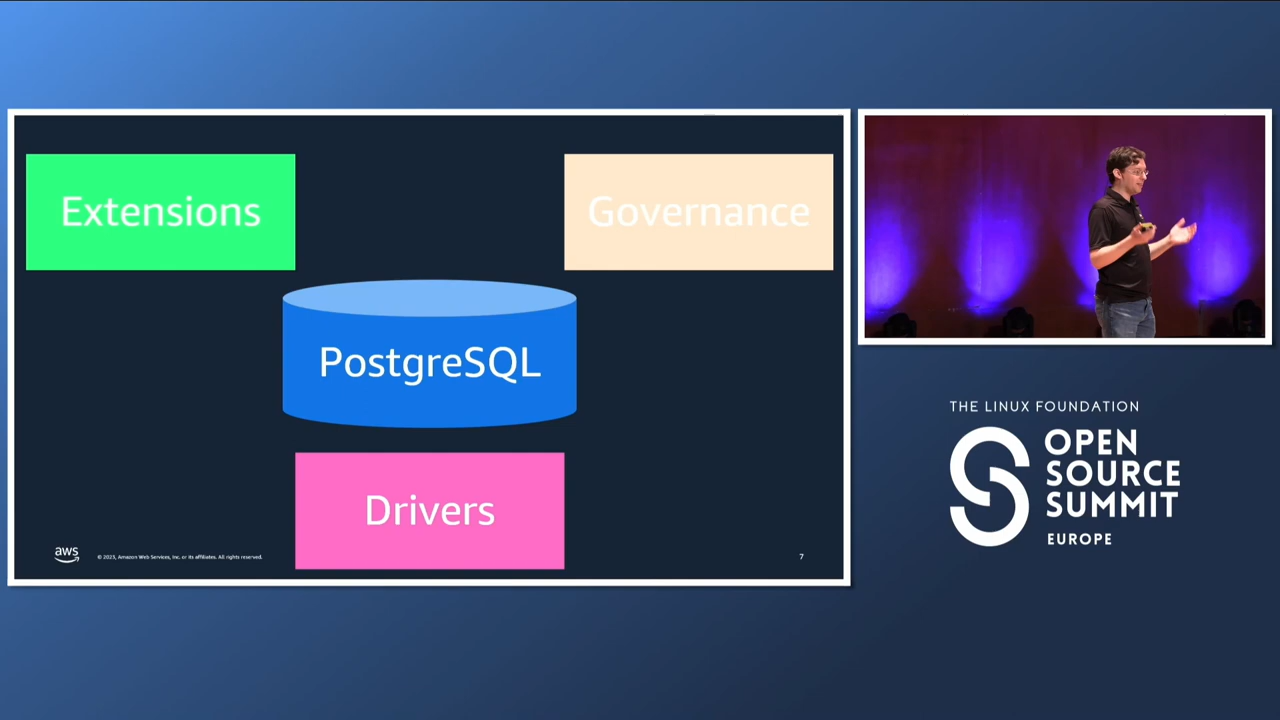 Extensions
Governance
PostgreSQL
Drivers
aws
© 2023, Amazon Web Services, Inc. or its affiliates. All rights reserved.
7
THE LINUX FOUNDATION
OPEN
SOURCE
SUMMIT
EUROPE